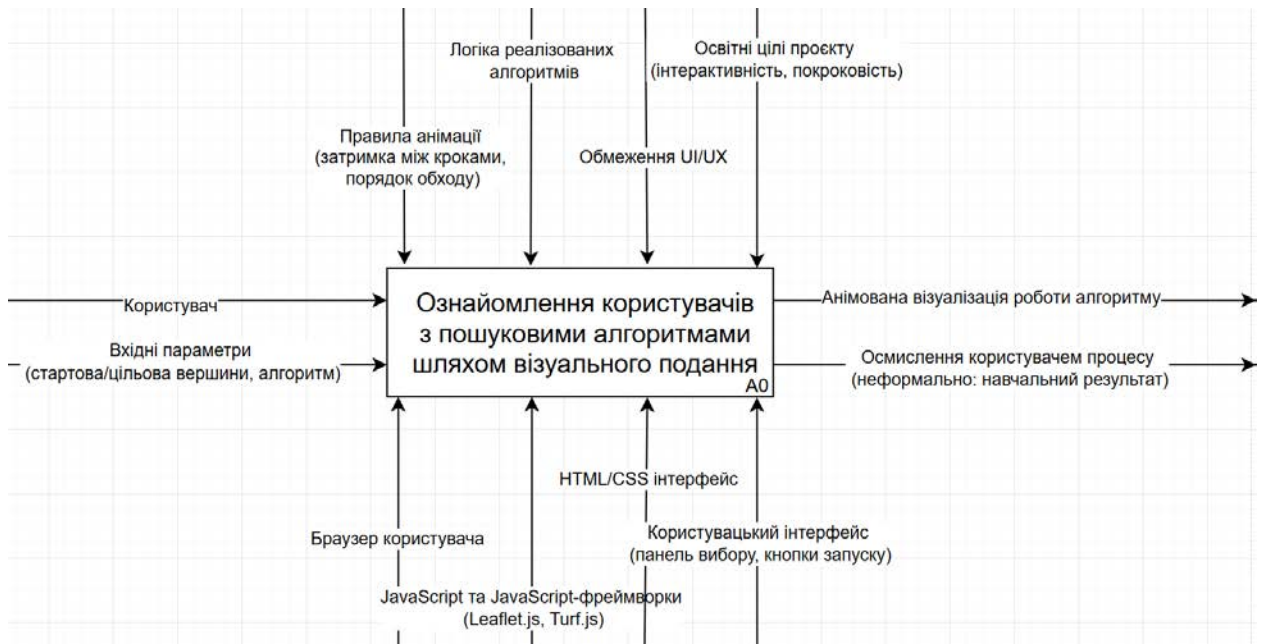 Логіка реалізованих
алгоритмів
Освітні цілі проєкту
(інтерактивність, покроковість)
Правила анімації
(затримка між кроками,
порядок обходу)
Обмеження UI/UX
Користувач
Вхідні параметри
(стартова/цільова вершини, алгоритм)
Ознайомлення користувачів
з пошуковими алгоритмами
шляхом візуального подання
A0
Анімована візуалізація роботи алгоритму
Осмислення користувачем процесу
(неформально: навчальний результат)
HTML/CSS інтерфейс
Браузер користувача
Користувацький інтерфейс
(панель вибору, кнопки запуску)
JavaScript та JavaScript-фреймворки
(Leaflet.js, Turf.js)